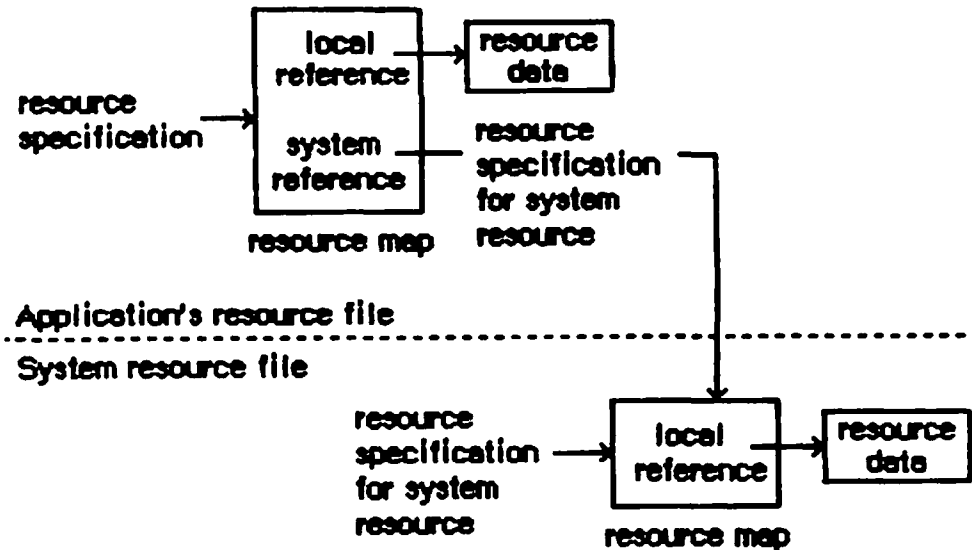 local
reference
resource
data
resource
specification
system
reference
resource
specification
for system
resource
resource map
Application's resource file
System resource file
resource
specification
for system
resource
local
reference
resource
data
resource map